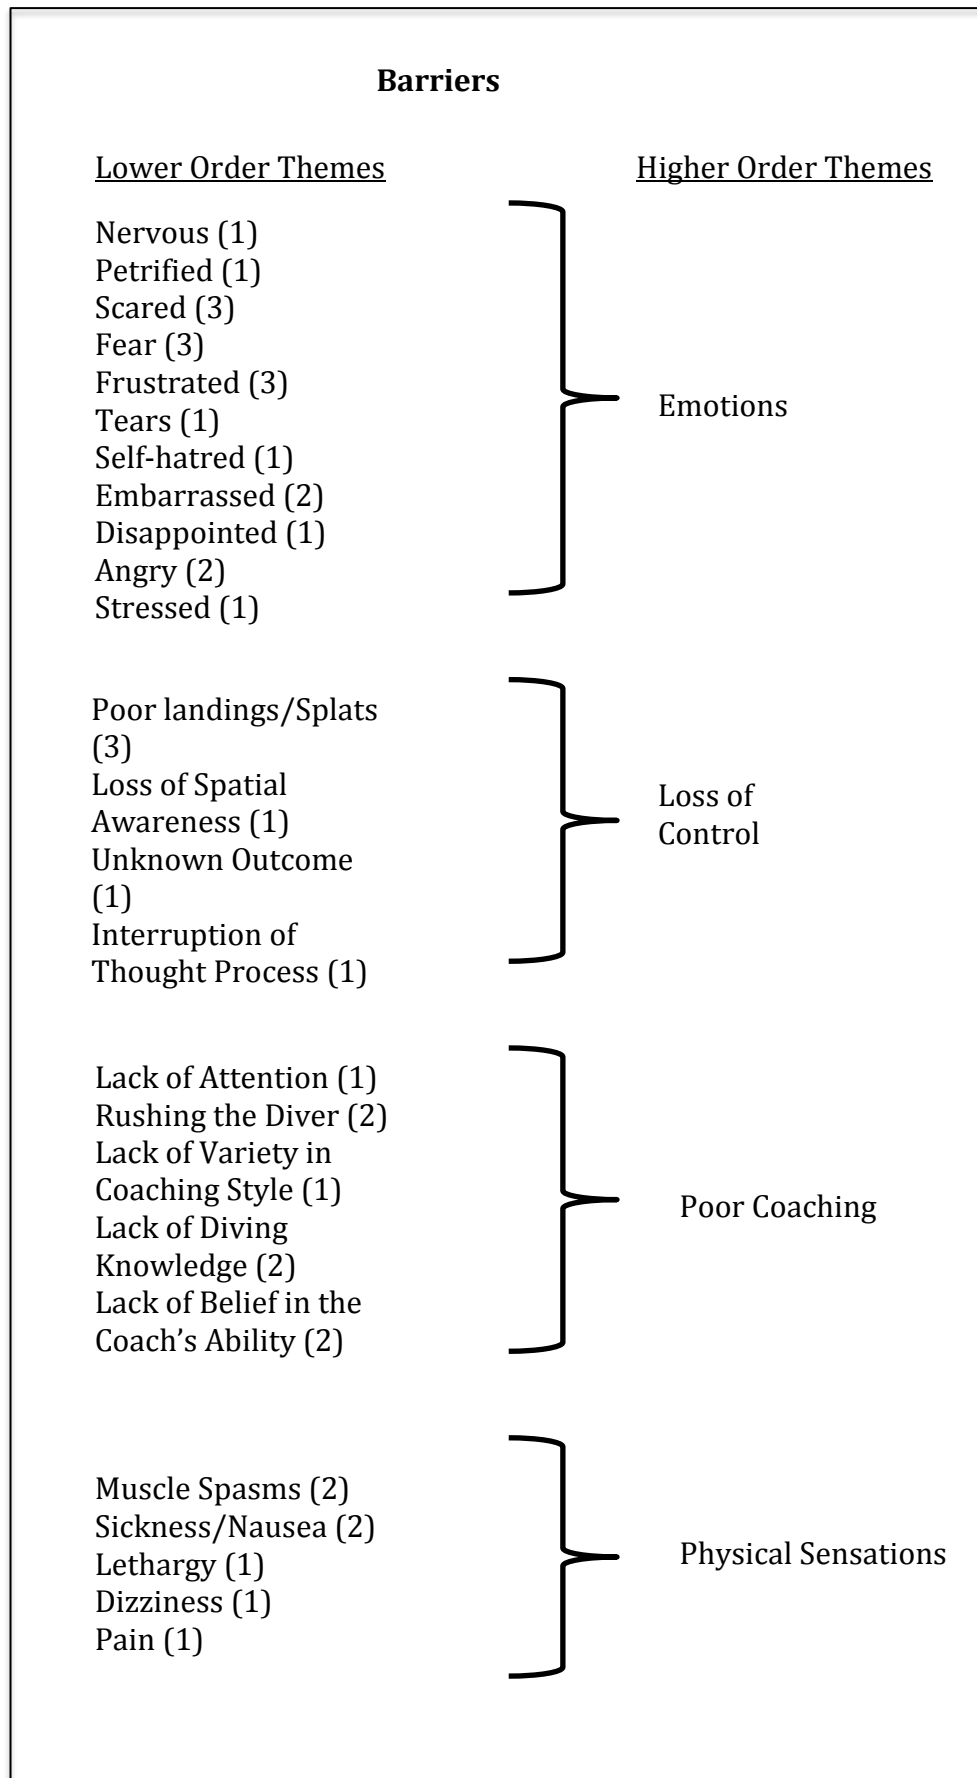 Barriers
Lower Order Themes
Higher Order Themes
Nervous (1)
Petrified (1)
Scared (3)
Fear (3)
Frustrated (3)
Tears (1)
Self-hatred (1)
Embarrassed (2)
Disappointed (1)
Angry (2)
Stressed (1)
Emotions
Poor landings/Splats
(3)
Loss of Spatial
Awareness (1)
Unknown Outcome
(1)
Interruption of
Thought Process (1)
Loss of
Control
Lack of Attention (1)
Rushing the Diver (2)
Lack of Variety in
Coaching Style (1)
Lack of Diving
Knowledge (2)
Lack of Belief in the
Coach’s Ability (2)
Poor Coaching
Muscle Spasms (2)
Sickness/Nausea (2)
Lethargy (1)
Dizziness (1)
Pain (1)
Physical Sensations